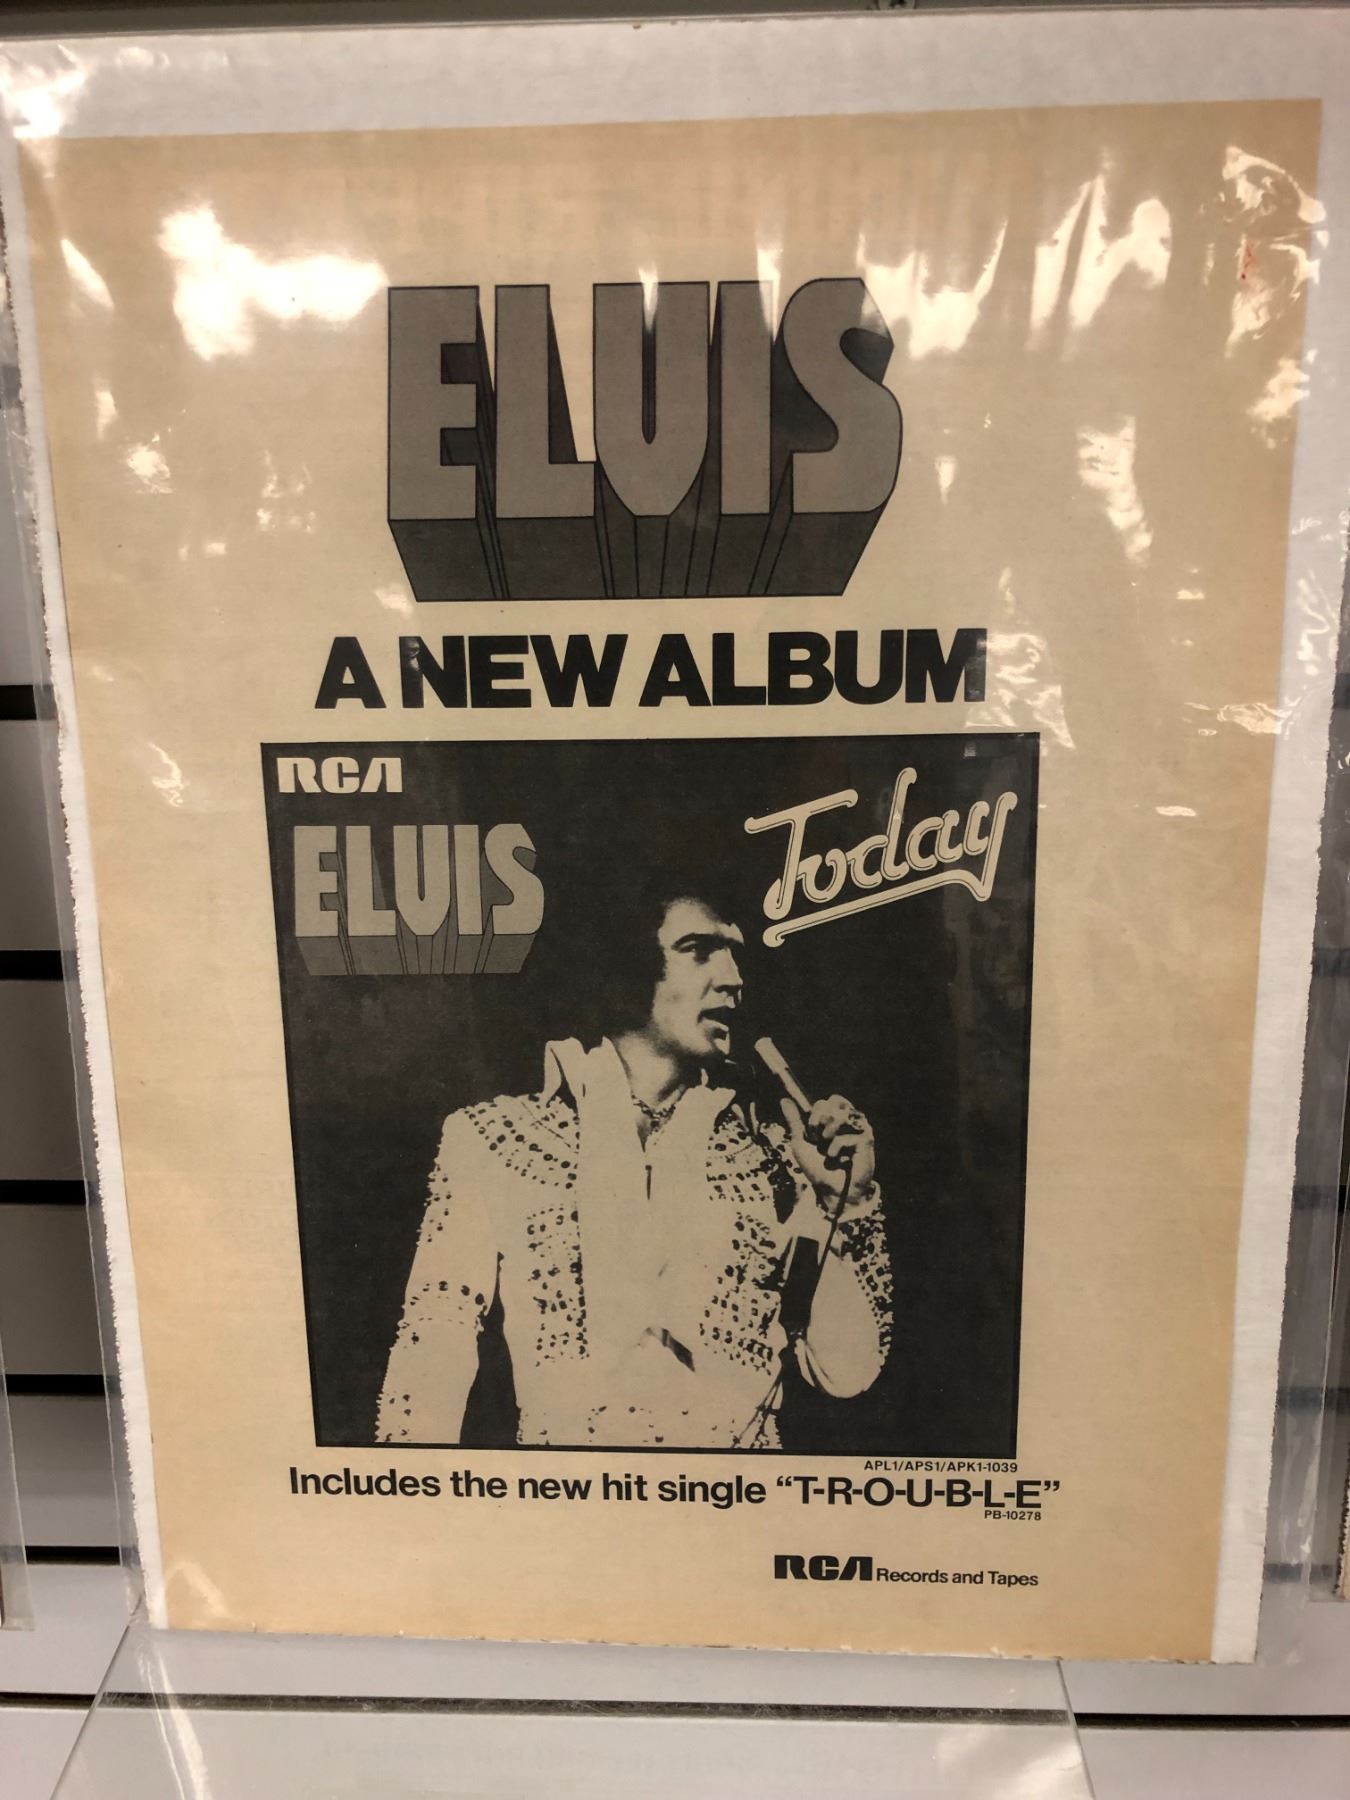 ELVIS
A NEW ALBUM
RCA
ELVIS
Today
APL1/APS1/APK1-1039
Includes the new hit single “T-R-O-U-B-L-E”
PB-10278
RCA Records and Tapes